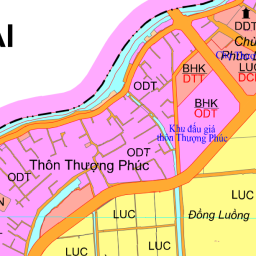 AI
DDT
Chù
Phúc L
BHK
DTT
LUC
DC
ODT
BHK
ODT
Khu đấu giá
thôn Thượng Phúc
ODT
Thôn Thượng Phúc
ODT
ODT
N
LUC
LUC
LUC
Đồng Luồng
LUC
LUC